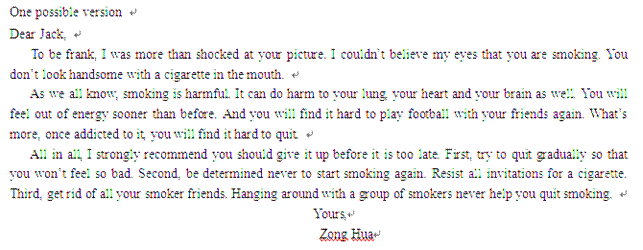 One possible version
Dear Jack,
To be frank, I was more than shocked at your picture. I couldn't believe my eyes that you are smoking. You
don't look handsome with a cigarette in the mouth.
As we all know, smoking is harmful. It can do harm to your lung, your heart and your brain as well. You will
feel out of energy sooner than before. And you will find it hard to play football with your friends again. What's
more, once addicted to it, you will find it hard to quit.
All in all, I strongly recommend you should give it up before it is too late. First, try to quit gradually so that
you won't feel so bad. Second, be determined never to start smoking again. Resist all invitations for a cigarette.
Third, get rid of all your smoker friends. Hanging around with a group of smokers never help you quit smoking.
Yours,
Zong Hua